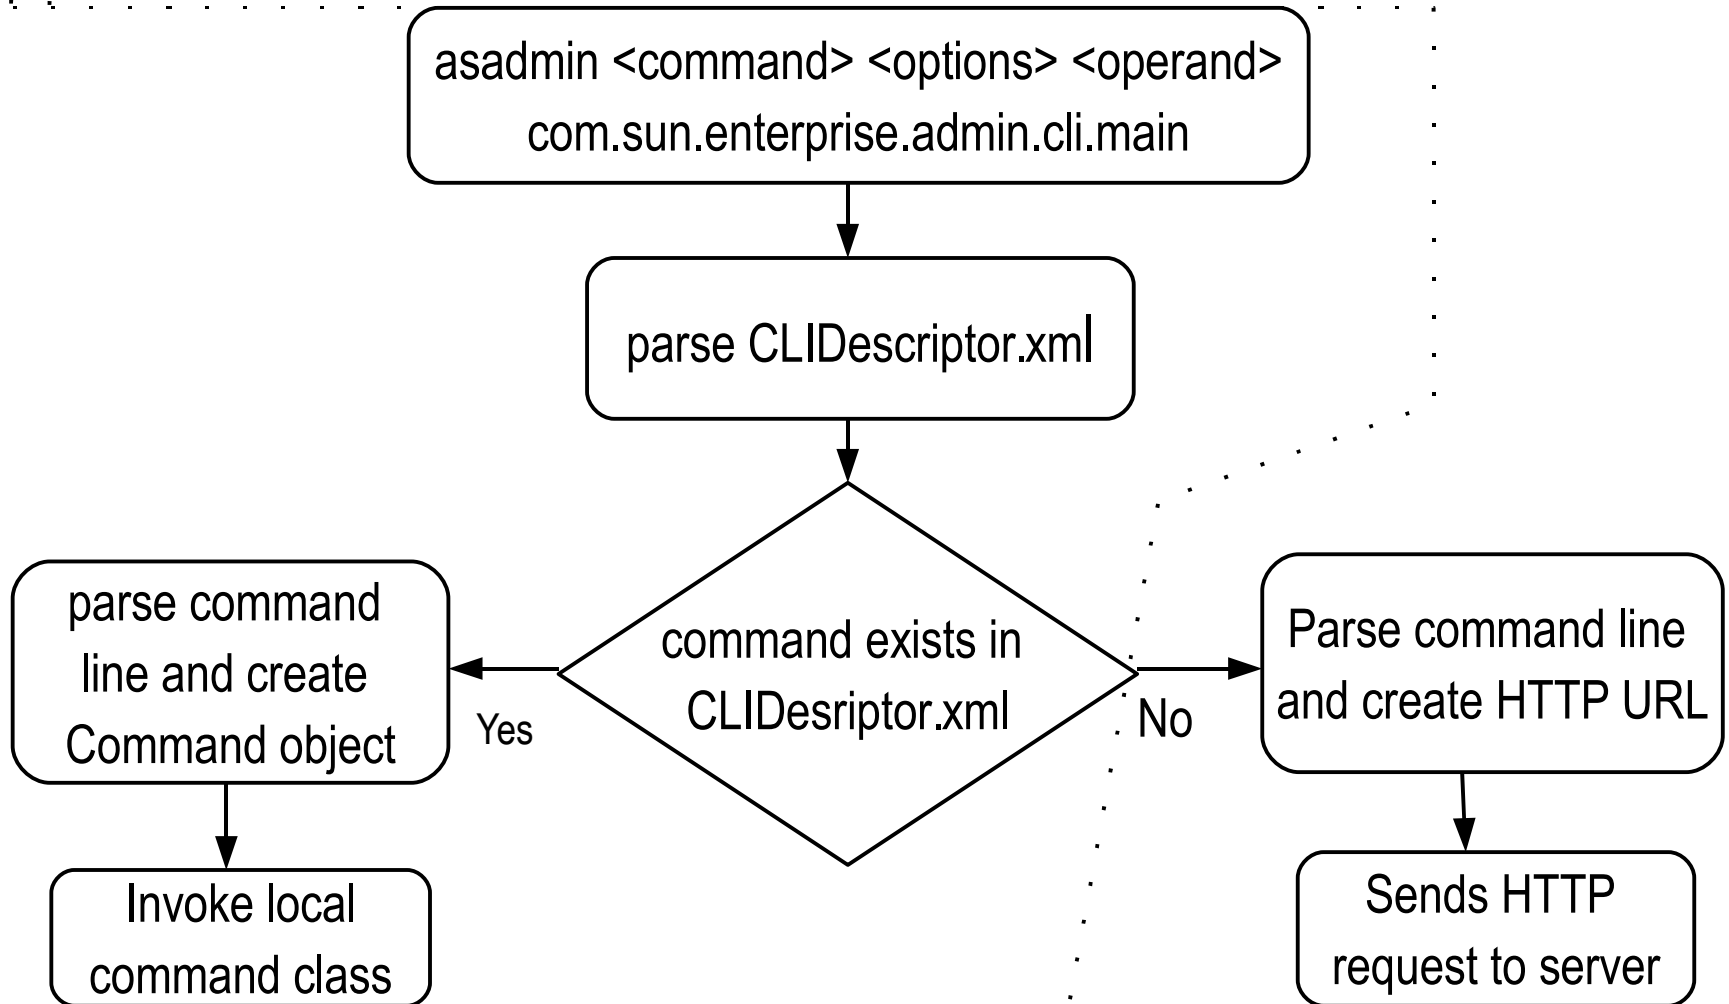 asadmin <command> <options> <operand>
com.sun.enterprise.admin.cli.main
parse CLIDescriptor.xml
command exists in
CLIDesriptor.xml
Yes
No
parse command
line and create
Command object
Invoke local
command class
Parse command line
and create HTTP URL
Sends HTTP
request to server